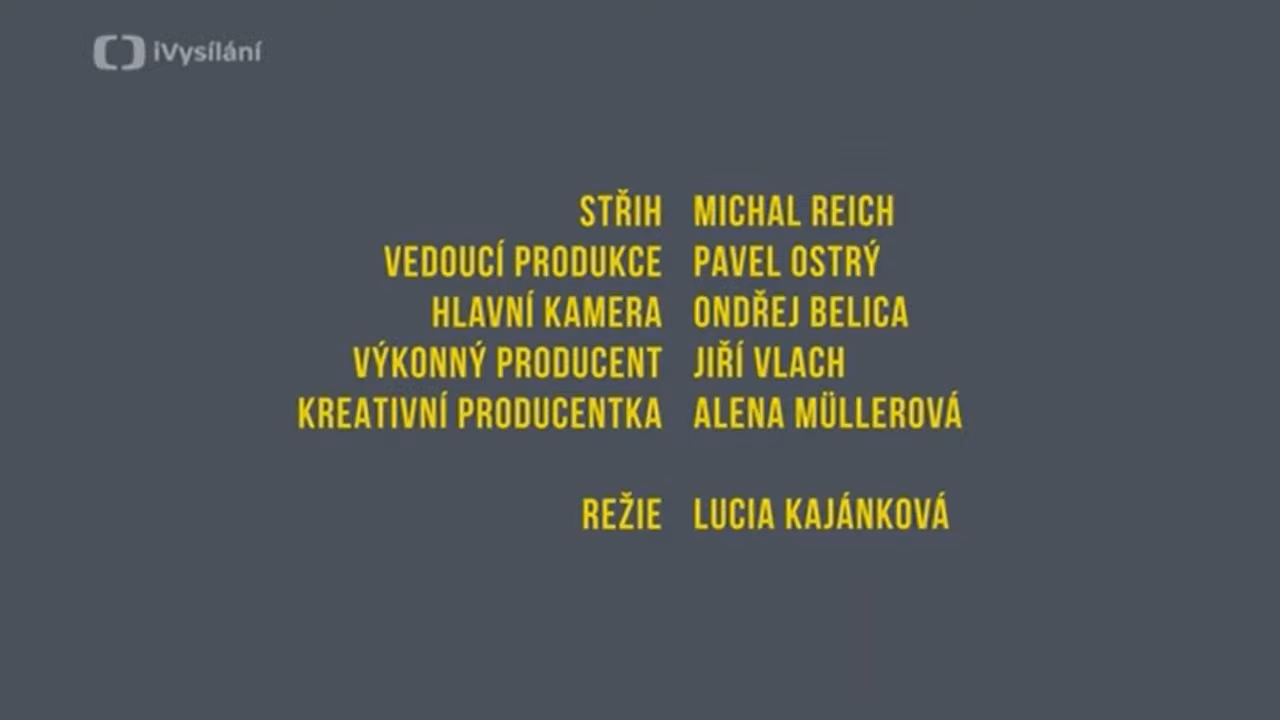 iVysílání
STŘIH MICHAL REICH
VEDOUCÍ PRODUKCE PAVEL OSTRÝ
HLAVNÍ KAMERA ONDŘEJ BELICA
VÝKONNÝ PRODUCENT JIŘÍ VLACH
KREATIVNÍ PRODUCENTKA ALENA MÜLLEROVÁ
REŽIE LUCIA KAJÁNKOVÁ